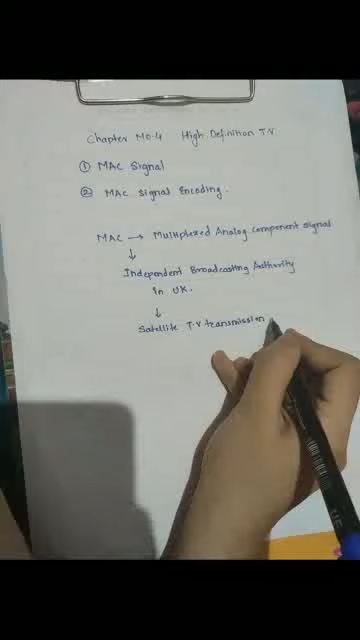 Chapter No.4 High Definition T.V
① MAC Signal
② MAC Signal Encoding.
MAC → Multiplexed Analog Component Signal
↓
Independent Broadcasting Authority
in UK.
↓
Satellite T.V transmission